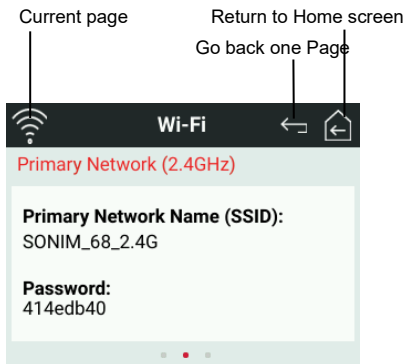 Current page
Return to Home screen
Go back one Page
Wi-Fi
Primary Network (2.4GHz)
Primary Network Name (SSID):
SONIM_68_2.4G
Password:
414edb40